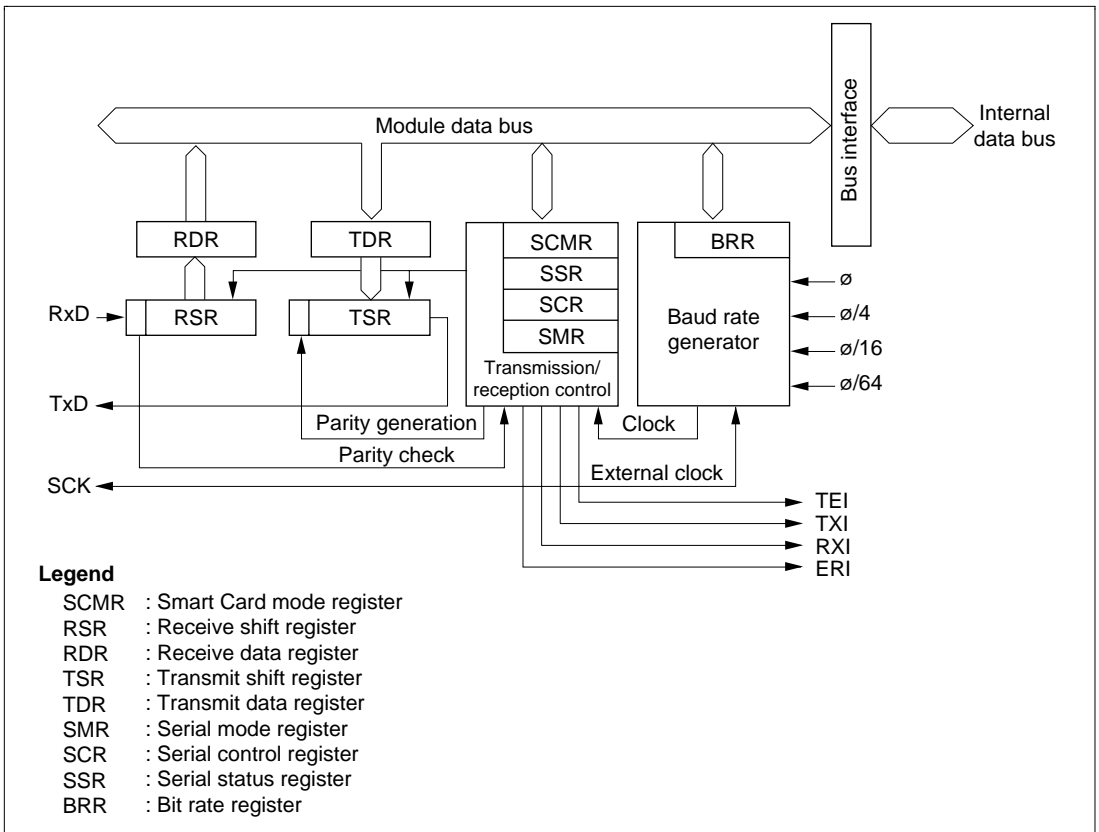 Bus interface
Internal
data bus
Module data bus
RDR
TDR
SCMR
BRR
SSR
RxD
RSR
TSR
SCR
SMR
Baud rate
generator
ø
ø/4
ø/16
ø/64
Transmission/
reception control
TxD
Parity generation
Clock
Parity check
SCK
External clock
TEI
TXI
RXI
ERI
Legend
SCMR : Smart Card mode register
RSR : Receive shift register
RDR : Receive data register
TSR : Transmit shift register
TDR : Transmit data register
SMR : Serial mode register
SCR : Serial control register
SSR : Serial status register
BRR : Bit rate register